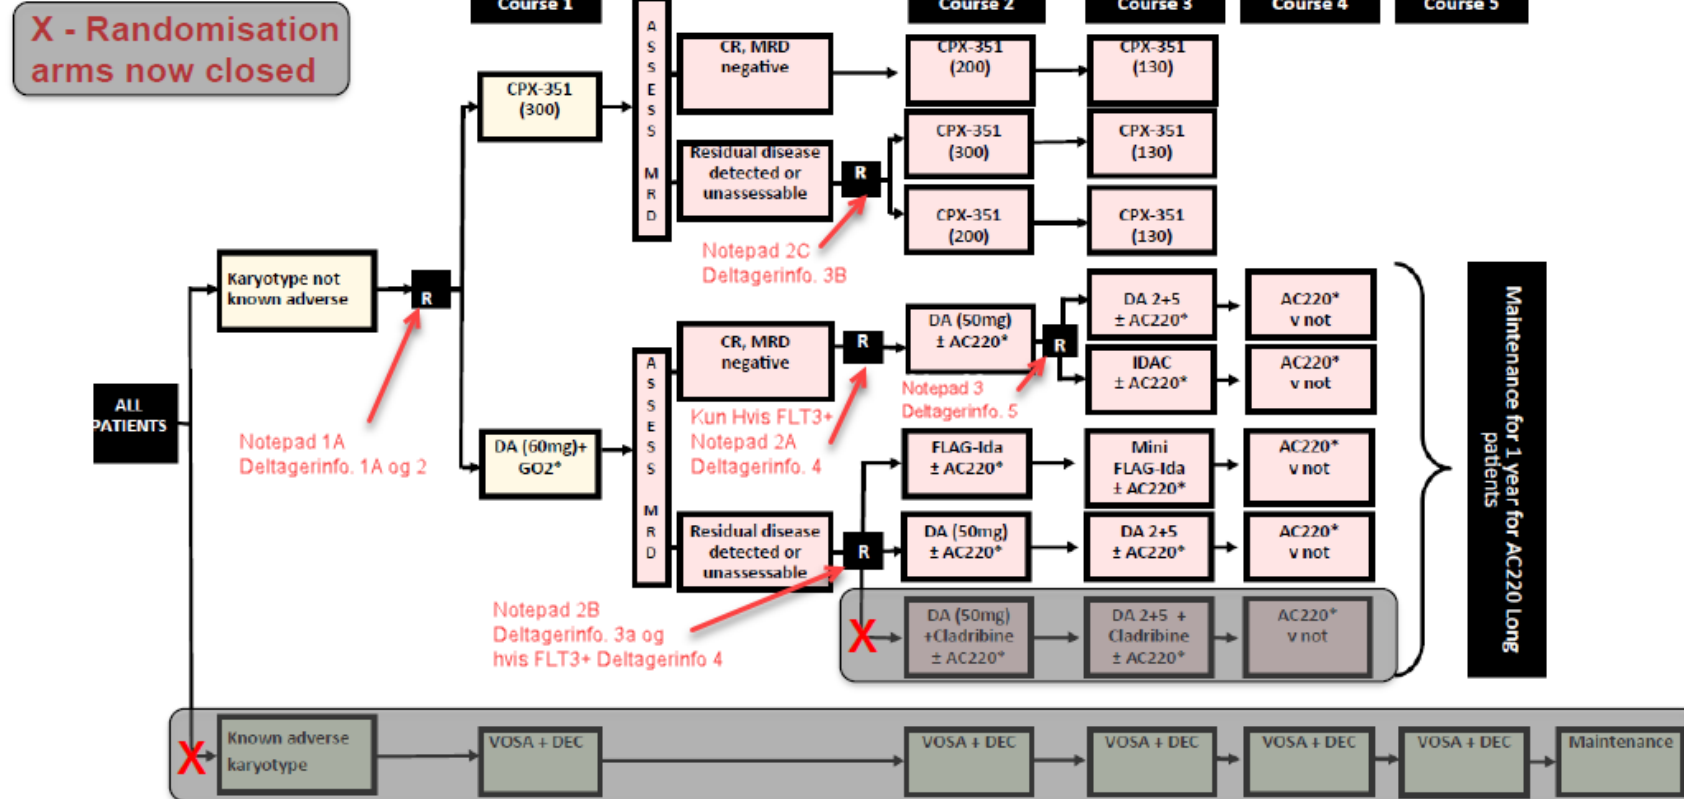 X - Randomisation
arms now closed
Course 1
Course 2
Course 3
Course 4
Course 5
ASSESS MRD
CR, MRD
negative
CPX-351
(200)
CPX-351
(130)
CPX-351
(300)
Residual disease
detected or
unassessable
R
CPX-351
(300)
CPX-351
(130)
CPX-351
(200)
CPX-351
(130)
Notepad 2C
Deltagerinfo. 3B
Karyotype not
known adverse
R
Notepad 1A
Deltagerinfo. 1A og 2
ALL
PATIENTS
DA (60mg)+
GO2*
ASSESS MRD
CR, MRD
negative
R
Kun Hvis FLT3+
Notepad 2A
Deltagerinfo. 4
DA (50mg)
± AC220*
R
Notepad 3
Deltagerinfo. 5
DA 2+5
± AC220*
AC220*
v not
IDAC
± AC220*
AC220*
v not
Residual disease
detected or
unassessable
R
Notepad 2B
Deltagerinfo. 3a og
hvis FLT3+ Deltagerinfo 4
FLAG-Ida
± AC220*
Mini
FLAG-Ida
± AC220*
AC220*
v not
DA (50mg)
± AC220*
DA 2+5
± AC220*
AC220*
v not
X
DA (50mg)
+Cladribine
± AC220*
DA 2+5 +
Cladribine
± AC220*
AC220*
v not
Maintenance for 1 year for AC220 Long
patients
X
Known adverse
karyotype
VOSA + DEC
VOSA + DEC
VOSA + DEC
VOSA + DEC
VOSA + DEC
Maintenance